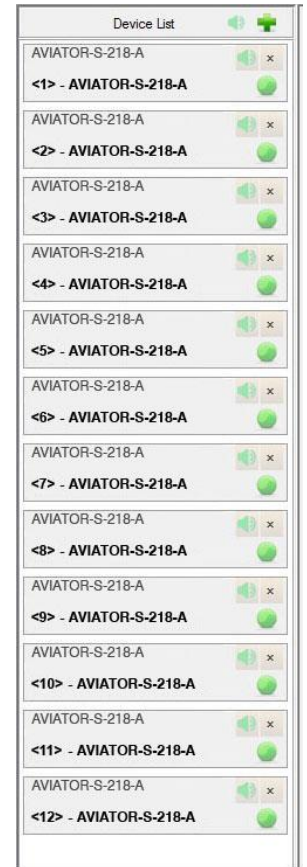 Device List
AVIATOR-S-218-A
<1> - AVIATOR-S-218-A
AVIATOR-S-218-A
<2> - AVIATOR-S-218-A
AVIATOR-S-218-A
<3> - AVIATOR-S-218-A
AVIATOR-S-218-A
<4> - AVIATOR-S-218-A
AVIATOR-S-218-A
<5> - AVIATOR-S-218-A
AVIATOR-S-218-A
<6> - AVIATOR-S-218-A
AVIATOR-S-218-A
<7> - AVIATOR-S-218-A
AVIATOR-S-218-A
<8> - AVIATOR-S-218-A
AVIATOR-S-218-A
<9> - AVIATOR-S-218-A
AVIATOR-S-218-A
<10> - AVIATOR-S-218-A
AVIATOR-S-218-A
<11> - AVIATOR-S-218-A
AVIATOR-S-218-A
<12> - AVIATOR-S-218-A